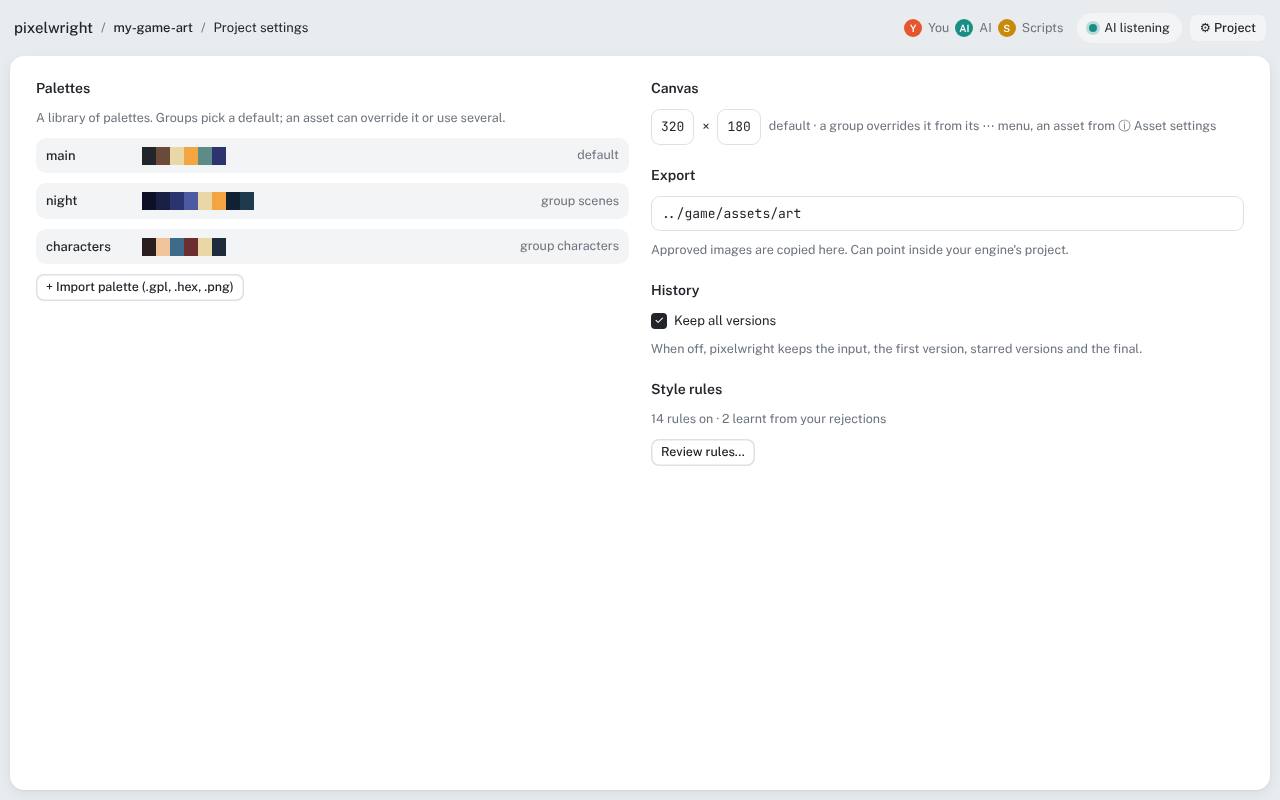 pixelwright / my-game-art / Project settings
Y You AI AI S Scripts AI listening ⚙ Project
Palettes
A library of palettes. Groups pick a default; an asset can override it or use several.
main default
night group scenes
characters group characters
+ Import palette (.gpl, .hex, .png)
Canvas
320 × 180 default · a group overrides it from its ··· menu, an asset from ⓘ Asset settings
Export
../game/assets/art
Approved images are copied here. Can point inside your engine's project.
History
Keep all versions
When off, pixelwright keeps the input, the first version, starred versions and the final.
Style rules
14 rules on · 2 learnt from your rejections
Review rules...